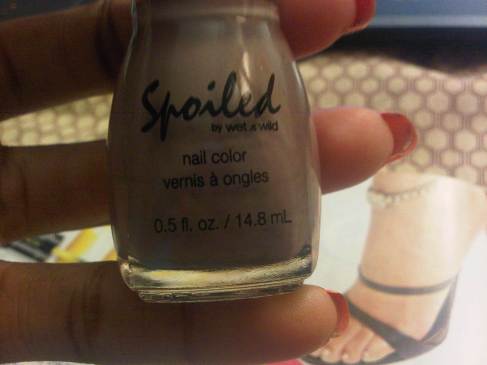 Spoiled
by wet n wild
nail color
vernis à ongles
0.5 fl. oz. / 14.8 mL